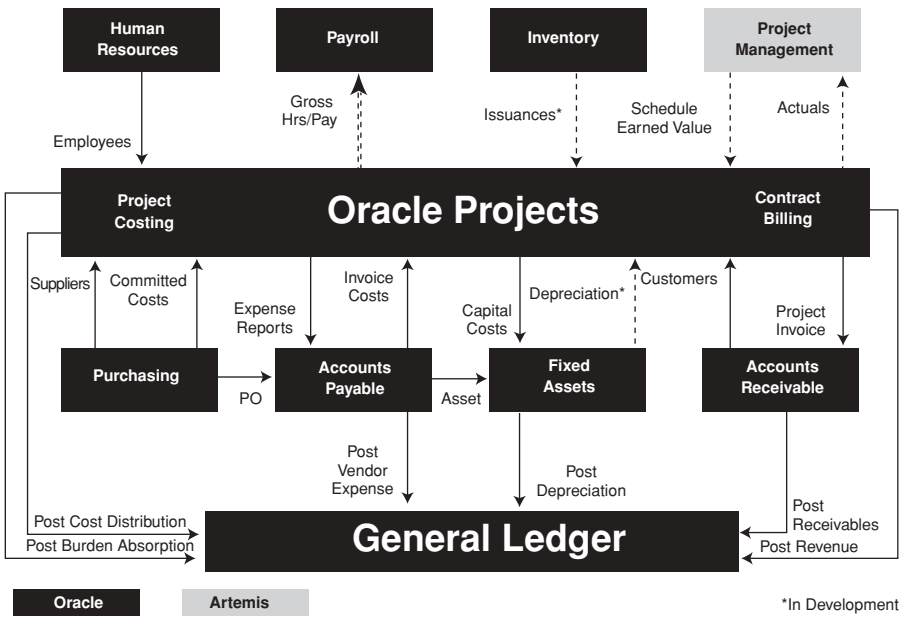 Human
Resources
Payroll
Inventory
Project
Management
Gross
Hrs/Pay
Issuances*
Schedule
Earned Value
Actuals
Employees
Project
Costing
Oracle Projects
Contract
Billing
Suppliers
Committed
Costs
Expense
Reports
Invoice
Costs
Capital
Costs
Depreciation*
Customers
Project
Invoice
Purchasing
PO
Accounts
Payable
Asset
Fixed
Assets
Accounts
Receivable
Post
Vendor
Expense
Post
Depreciation
Post
Receivables
Post Cost Distribution
Post Burden Absorption
General Ledger
Post Revenue
Oracle
Artemis
*In Development